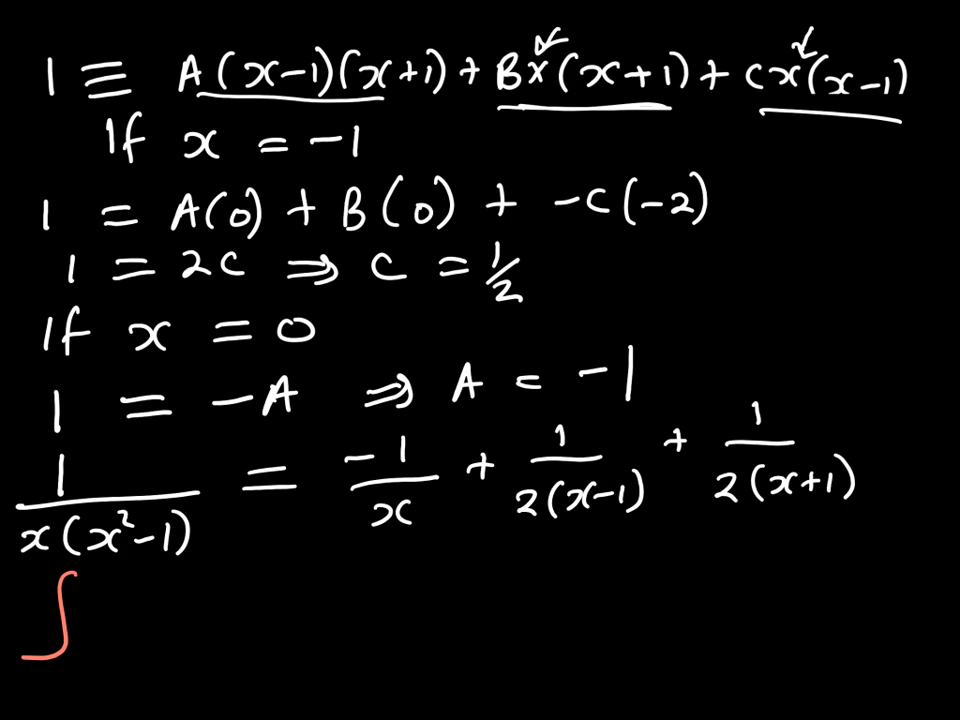 1 ≡ A(x-1)(x+1) + Bx(x+1) + Cx(x-1)
If x = -1
1 = A(0) + B(0) + -C(-2)
1 = 2C ⇒ C = 1/2
If x = 0
1 = -A ⇒ A = -1
1/x(x²-1) = -1/x + 1/2(x-1) + 1/2(x+1)
∫